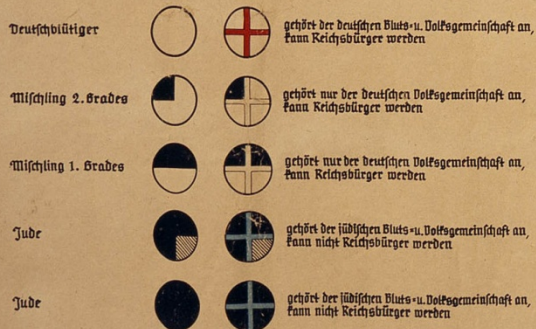 Deutschblütiger
gehört der deutschen Bluts-u. Volksgemeinschaft an,
kann Reichsbürger werden
Mischling 2. Grades
gehört nur der deutschen Volksgemeinschaft an,
kann Reichsbürger werden
Mischling 1. Grades
gehört nur der deutschen Volksgemeinschaft an,
kann Reichsbürger werden
Jude
gehört der jüdischen Bluts-u. Volksgemeinschaft an,
kann nicht Reichsbürger werden
Jude
gehört der jüdischen Bluts-u. Volksgemeinschaft an,
kann nicht Reichsbürger werden